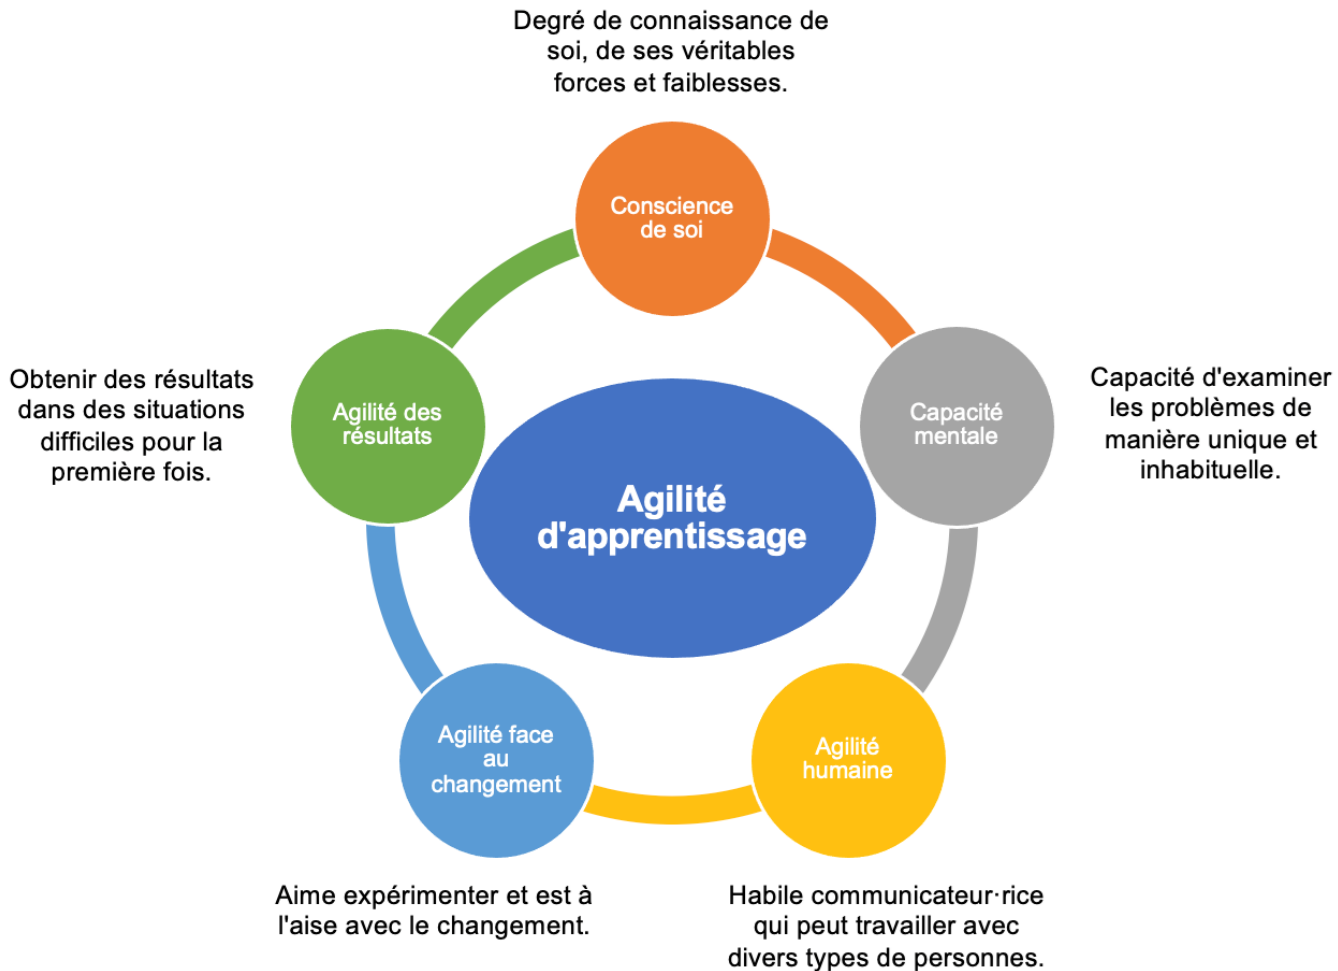 Degré de connaissance de
soi, de ses véritables
forces et faiblesses.
Conscience
de soi
Obtenir des résultats
dans des situations
difficiles pour la
première fois.
Agilité des
résultats
Capacité
mentale
Capacité d'examiner
les problèmes de
manière unique et
inhabituelle.
Agilité
d'apprentissage
Agilité face
au
changement
Agilité
humaine
Aime expérimenter et est à
l'aise avec le changement.
Habile communicateur·rice
qui peut travailler avec
divers types de personnes.